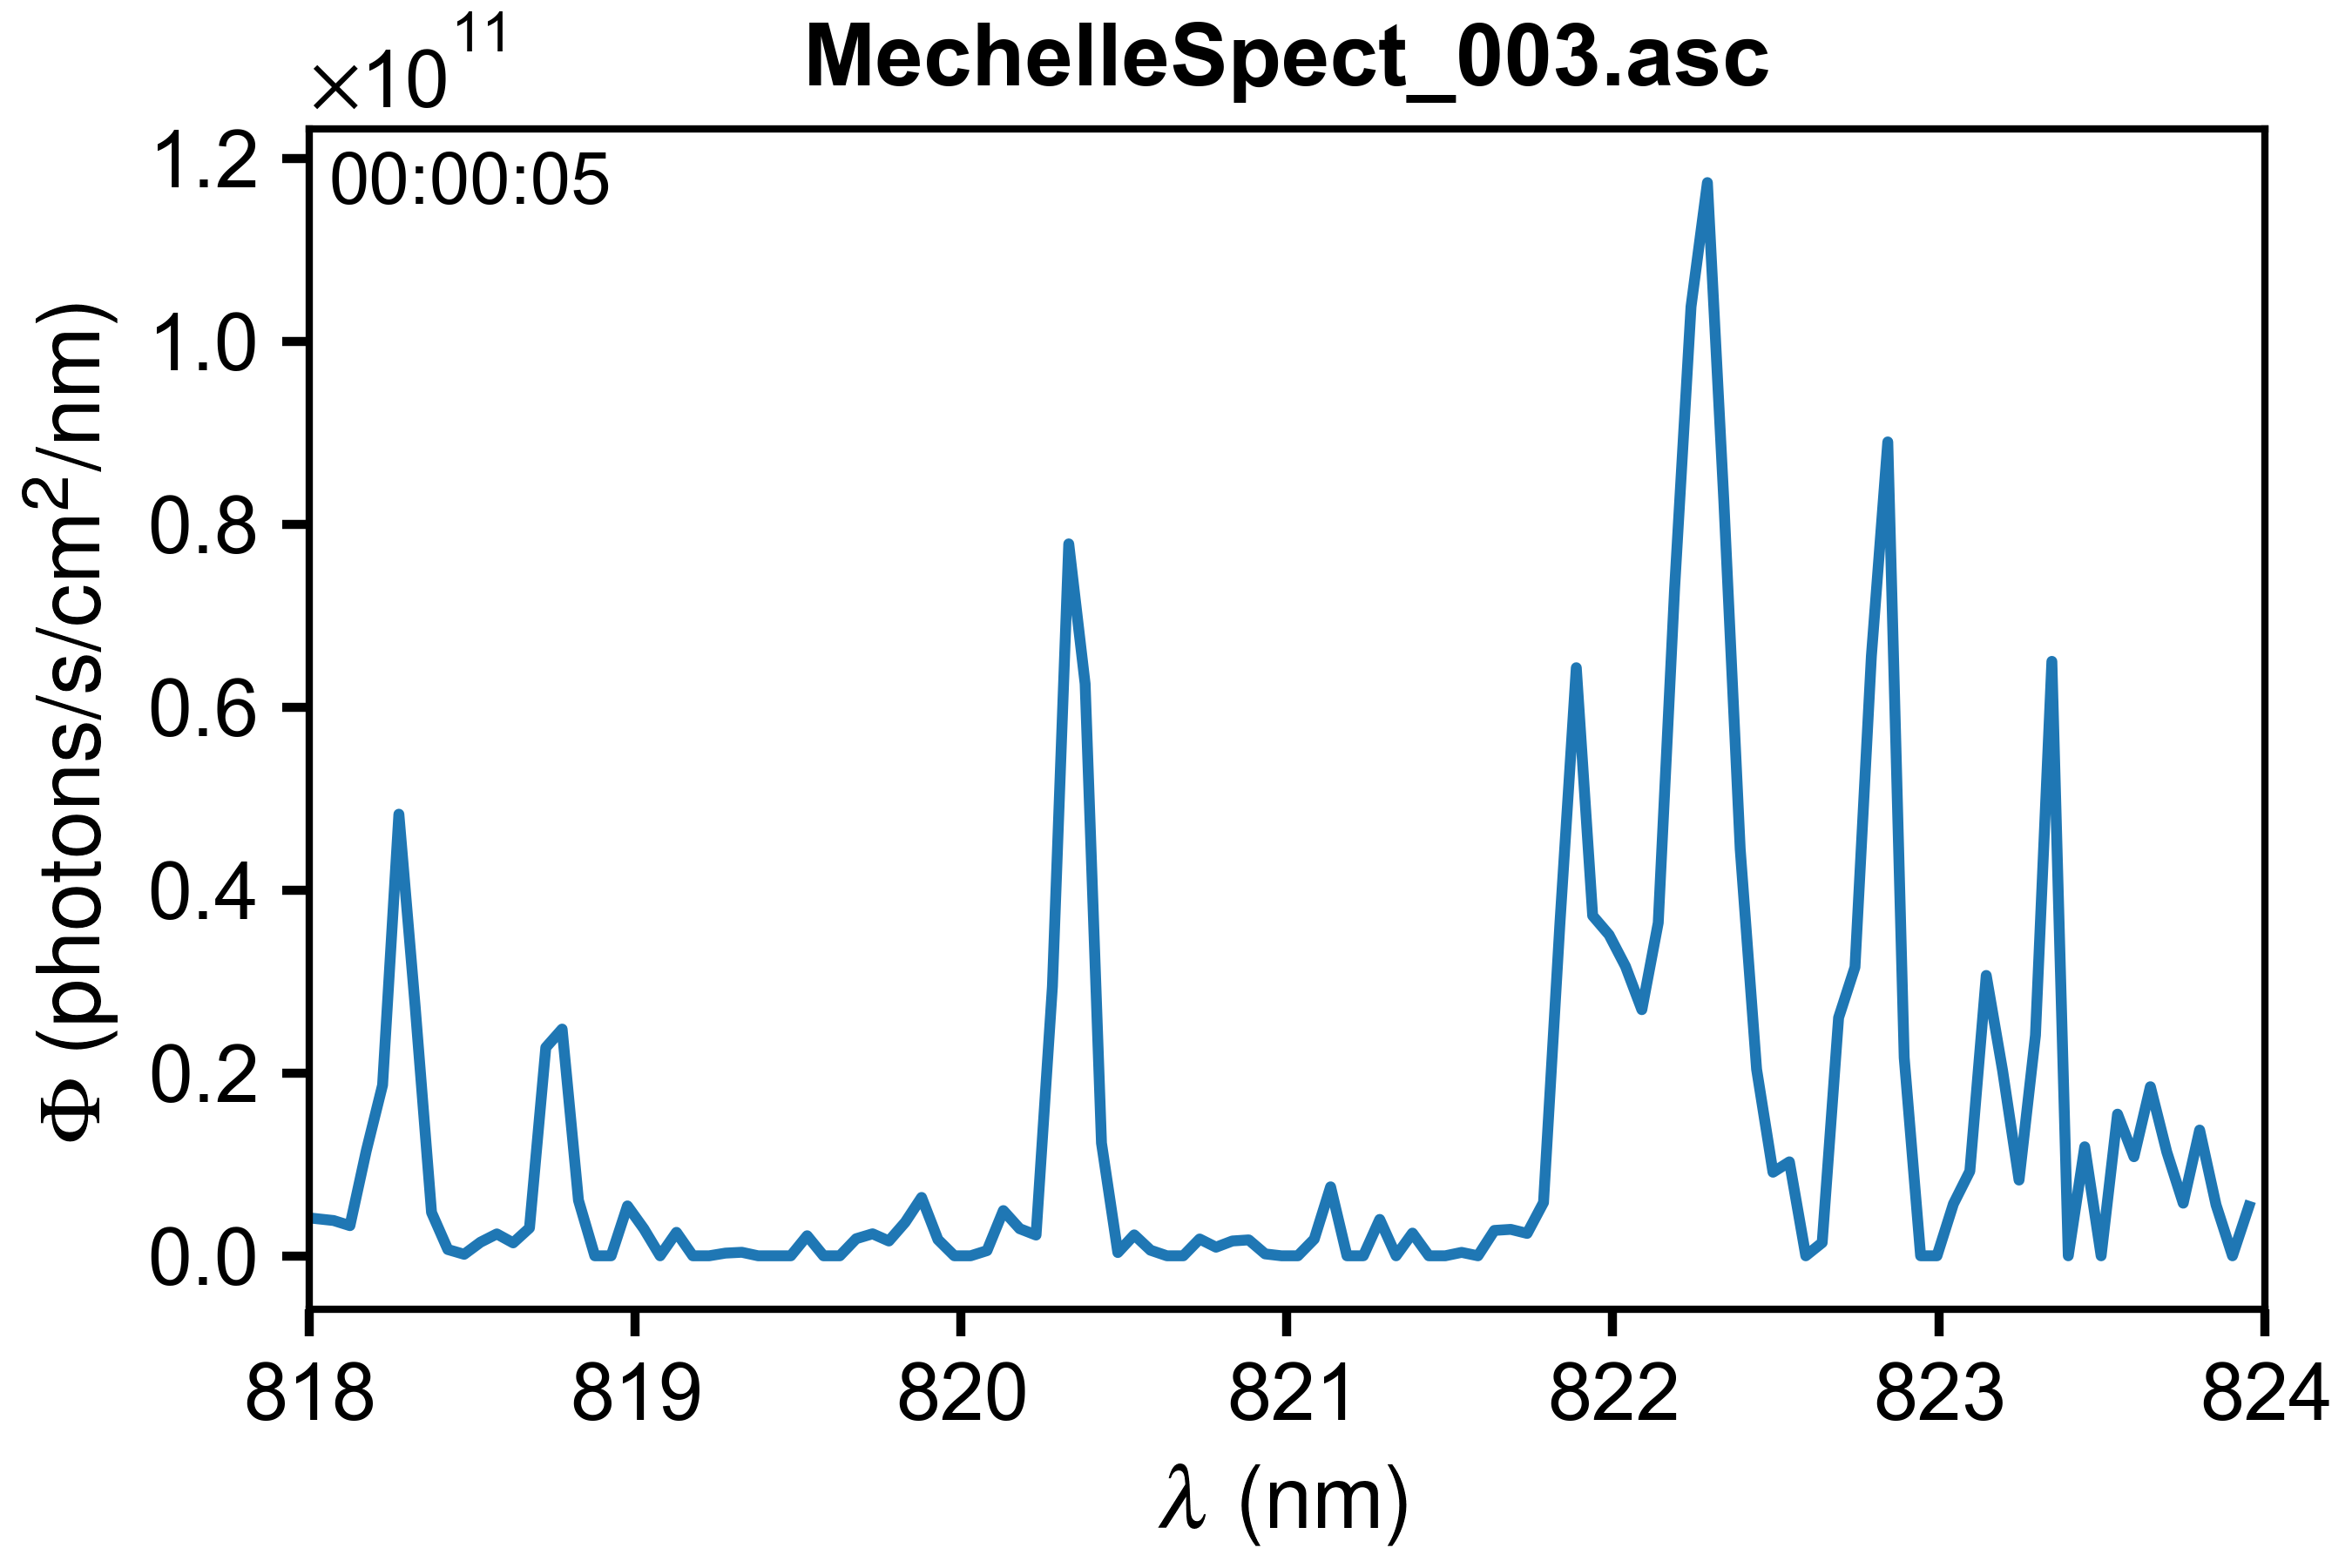 ×10^11
MechelleSpect_003.asc
00:00:05
1.2
1.0
0.8
0.6
0.4
0.2
0.0
Φ (photons/s/cm²/nm)
818 819 820 821 822 823 824
λ (nm)